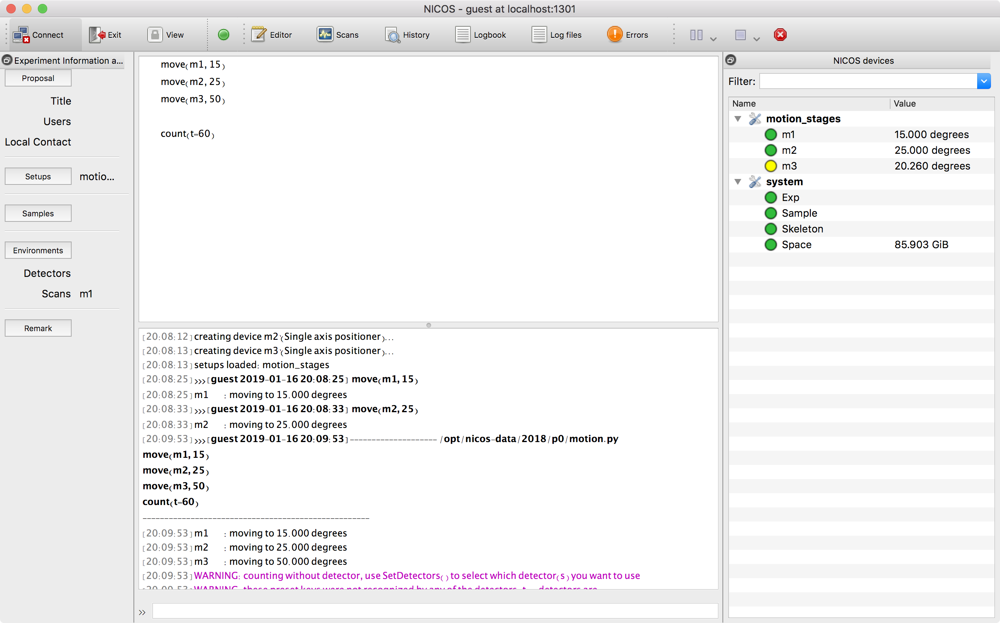 NICOS - guest at localhost:1301
Connect Exit View Editor Scans History Logbook Log files Errors
Experiment Information a...
Proposal
Title
Users
Local Contact
Setups motio...
Samples
Environments
Detectors
Scans m1
Remark
move(m1, 15)
move(m2, 25)
move(m3, 50)
count(t=60)
[20:08:12] creating device m2 '(Single axis positioner)...
[20:08:13] creating device m3 '(Single axis positioner)...
[20:08:13] setups loaded: motion_stages
[20:08:25] >>> [guest 2019-01-16 20:08:25] move(m1, 15)
[20:08:25] m1 : moving to 15.000 degrees
[20:08:33] >>> [guest 2019-01-16 20:08:33] move(m2, 25)
[20:08:33] m2 : moving to 25.000 degrees
[20:09:53] >>> [guest 2019-01-16 20:09:53] -------------------- /opt/nicos-data/2018/p0/motion.py
move(m1, 15)
move(m2, 25)
move(m3, 50)
count(t=60)
----------------------------------------------------
[20:09:53] m1 : moving to 15.000 degrees
[20:09:53] m2 : moving to 25.000 degrees
[20:09:53] m3 : moving to 50.000 degrees
[20:09:53] WARNING: counting without detector, use SetDetectors() to select which detector(s) you want to use
[20:09:53] WARNING: these preset keys were not recognized by any of the detectors: t -- detectors are
>>
NICOS devices
Filter:
Name Value
motion_stages
m1 15.000 degrees
m2 25.000 degrees
m3 20.260 degrees
system
Exp
Sample
Skeleton
Space 85.903 GiB